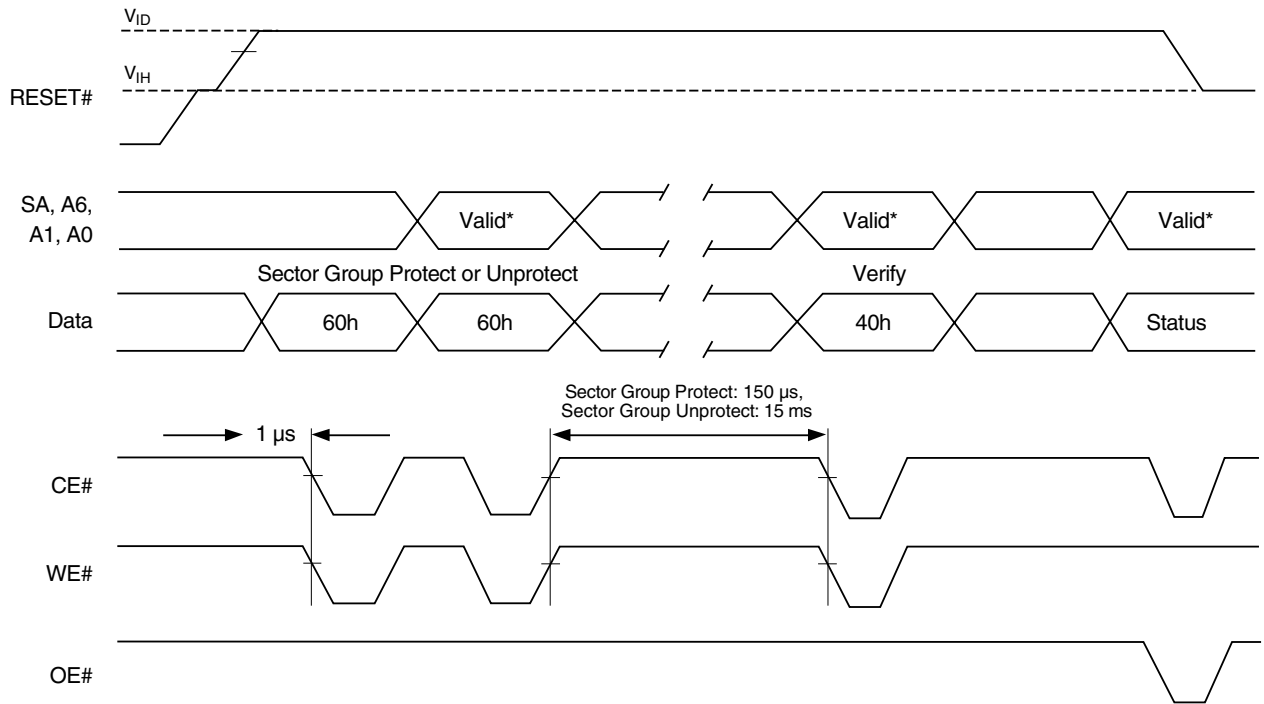 VID
VIH
RESET#
SA, A6,
A1, A0
Valid*
Valid*
Valid*
Sector Group Protect or Unprotect
Verify
Data
60h
60h
40h
Status
Sector Group Protect: 150 µs,
Sector Group Unprotect: 15 ms
1 µs
CE#
WE#
OE#